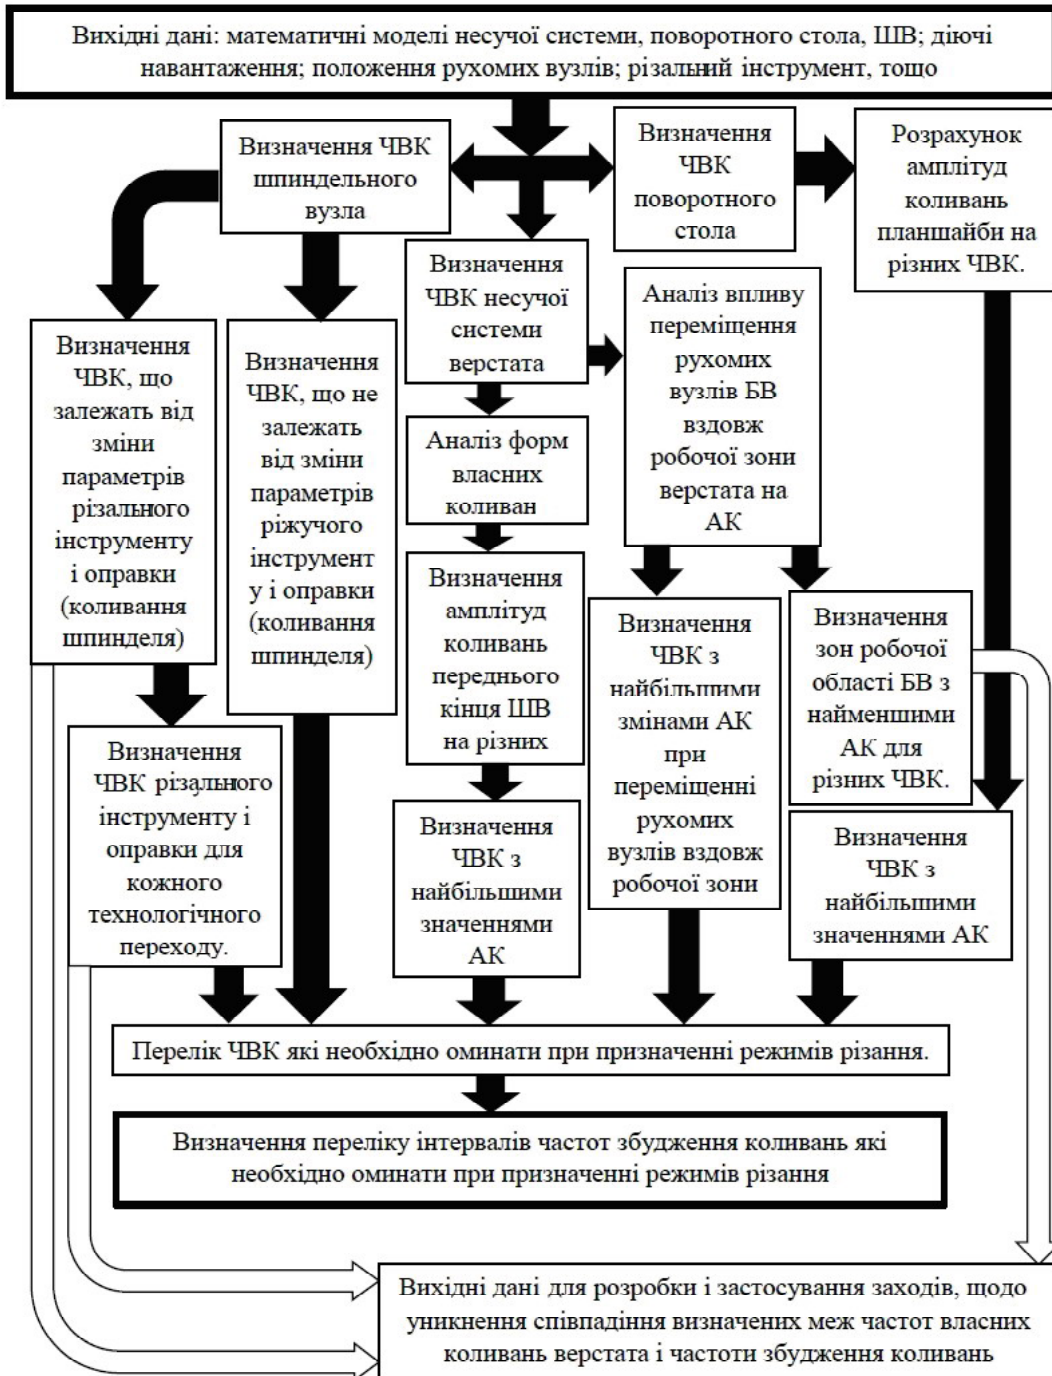 Вихідні дані: математичні моделі несучої системи, поворотного стола, ШВ; діючі
навантаження; положення рухомих вузлів; різальний інструмент, тощо
Визначення ЧВК
шпиндельного
вузла
Визначення
ЧВК
поворотного
стола
Розрахунок
амплітуд
коливань
планшайби на
різних ЧВК.
Визначення
ЧВК несучої
системи
верстата
Аналіз впливу
переміщення
рухомих
вузлів БВ
вздовж
робочої зони
верстата на
АК
Визначення
ЧВК, що
залежать від
зміни
параметрів
різального
інструменту
і оправки
(коливання
шпинделя)
Визначення
ЧВК, що не
залежать
від зміни
параметрів
ріжучого
інструмент
у і оправки
(коливання
шпинделя)
Аналіз форм
власних
коливан
Визначення
амплітуд
коливань
переднього
кінця ШВ
на різних
Визначення
ЧВК з
найбільшими
змінами АК
при
переміщенні
рухомих
вузлів вздовж
робочої зони
Визначення
зон робочої
області БВ з
найменшими
АК для
різних ЧВК.
Визначення
ЧВК різального
інструменту і
оправки для
кожного
технологічного
переходу.
Визначення
ЧВК з
найбільшими
значеннями
АК
Визначення
ЧВК з
найбільшими
значеннями АК
Перелік ЧВК які необхідно оминати при призначенні режимів різання.
Визначення переліку інтервалів частот збудження коливань які
необхідно оминати при призначенні режимів різання
Вихідні дані для розробки і застосування заходів, щодо
уникнення співпадіння визначених меж частот власних
коливань верстата і частоти збудження коливань